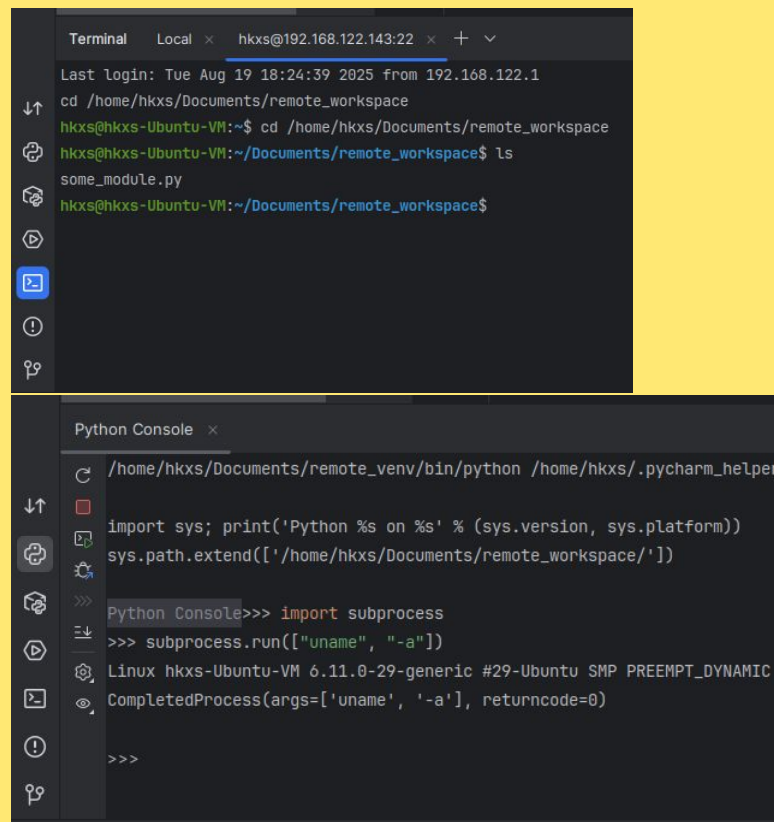 Terminal Local × hkxs@192.168.122.143:22 × + ∨
Last login: Tue Aug 19 18:24:39 2025 from 192.168.122.1
cd /home/hkxs/Documents/remote_workspace
hkxs@hkxs-Ubuntu-VM:~$ cd /home/hkxs/Documents/remote_workspace
hkxs@hkxs-Ubuntu-VM:~/Documents/remote_workspace$ ls
some_module.py
hkxs@hkxs-Ubuntu-VM:~/Documents/remote_workspace$
Python Console ×
/home/hkxs/Documents/remote_venv/bin/python /home/hkxs/.pycharm_helper
import sys; print('Python %s on %s' % (sys.version, sys.platform))
sys.path.extend(['/home/hkxs/Documents/remote_workspace/'])
Python Console>>> import subprocess
>>> subprocess.run(["uname", "-a"])
Linux hkxs-Ubuntu-VM 6.11.0-29-generic #29-Ubuntu SMP PREEMPT_DYNAMIC
CompletedProcess(args=['uname', '-a'], returncode=0)
>>>